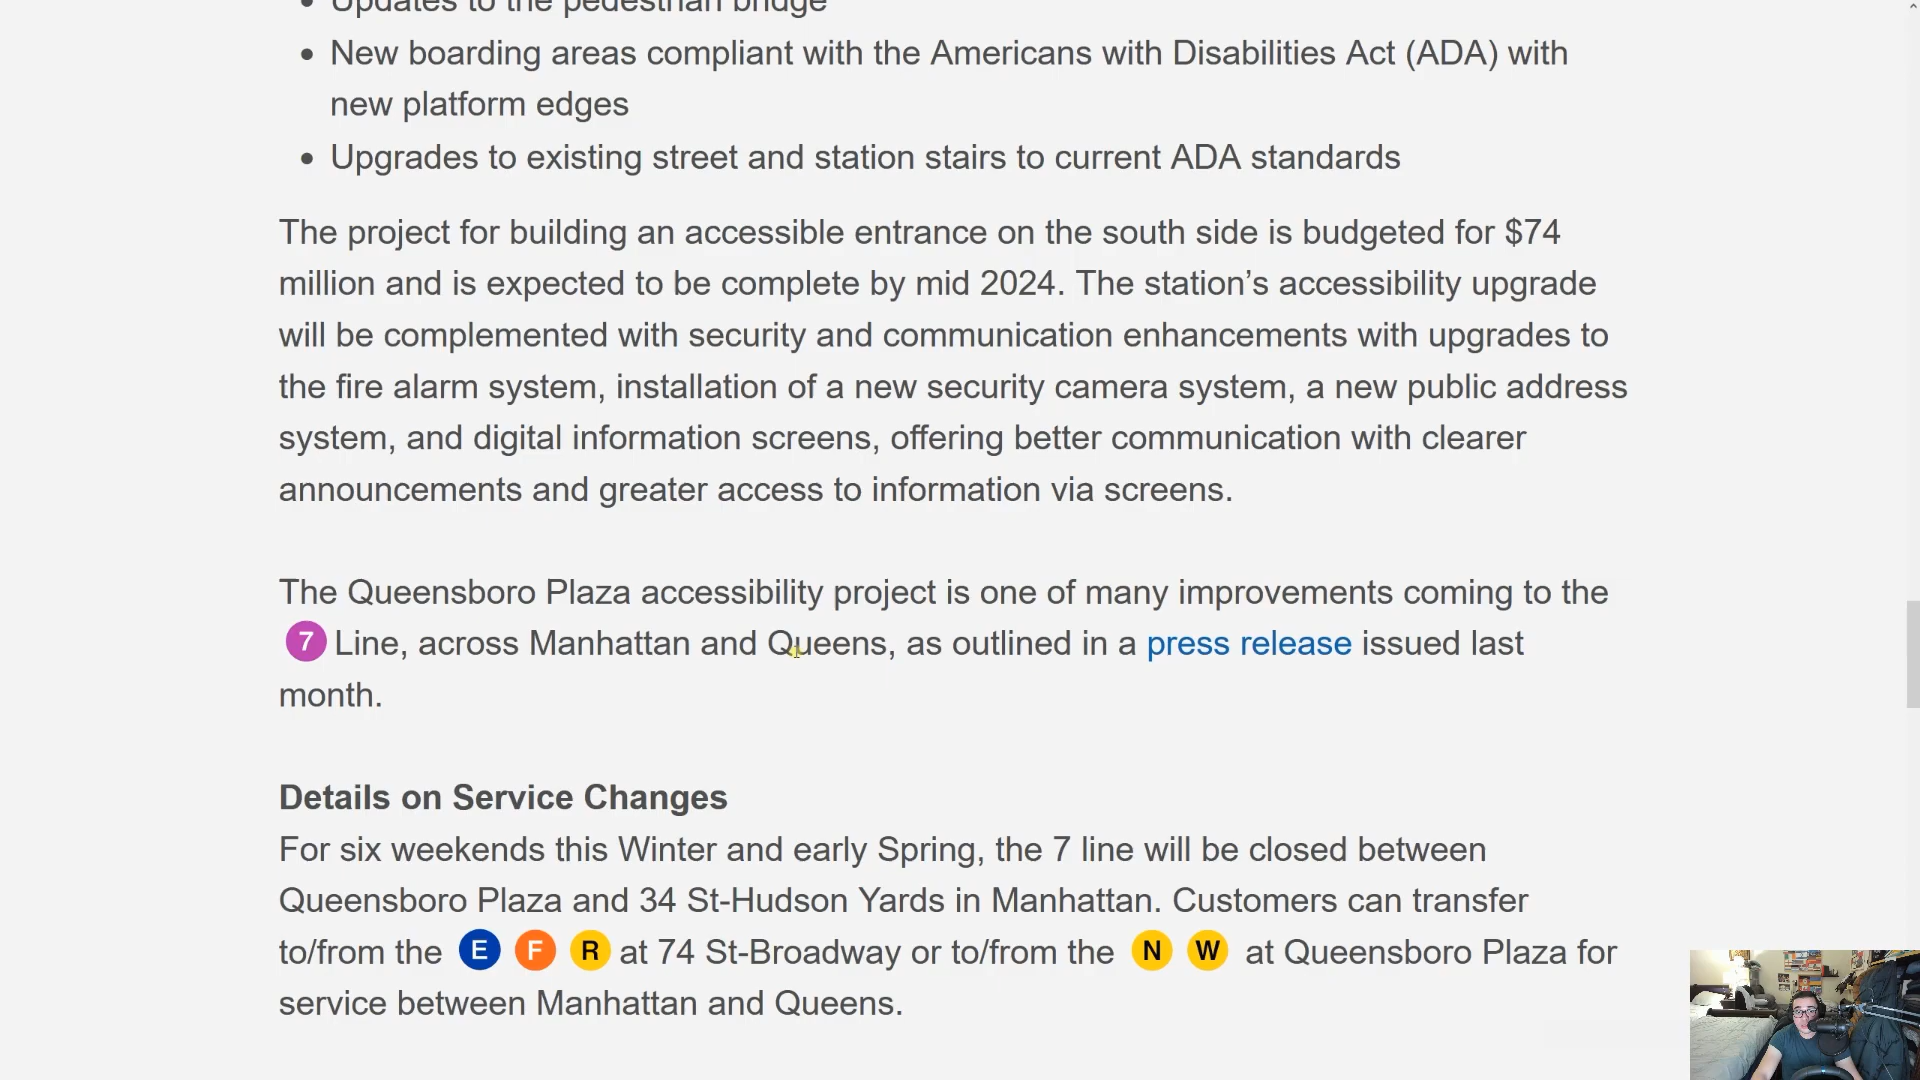 Updates to the pedestrian bridge
New boarding areas compliant with the Americans with Disabilities Act (ADA) with
new platform edges
Upgrades to existing street and station stairs to current ADA standards
The project for building an accessible entrance on the south side is budgeted for $74
million and is expected to be complete by mid 2024. The station’s accessibility upgrade
will be complemented with security and communication enhancements with upgrades to
the fire alarm system, installation of a new security camera system, a new public address
system, and digital information screens, offering better communication with clearer
announcements and greater access to information via screens.
The Queensboro Plaza accessibility project is one of many improvements coming to the
7 Line, across Manhattan and Queens, as outlined in a press release issued last
month.
Details on Service Changes
For six weekends this Winter and early Spring, the 7 line will be closed between
Queensboro Plaza and 34 St-Hudson Yards in Manhattan. Customers can transfer
to/from the E F R at 74 St-Broadway or to/from the N W at Queensboro Plaza for
service between Manhattan and Queens.